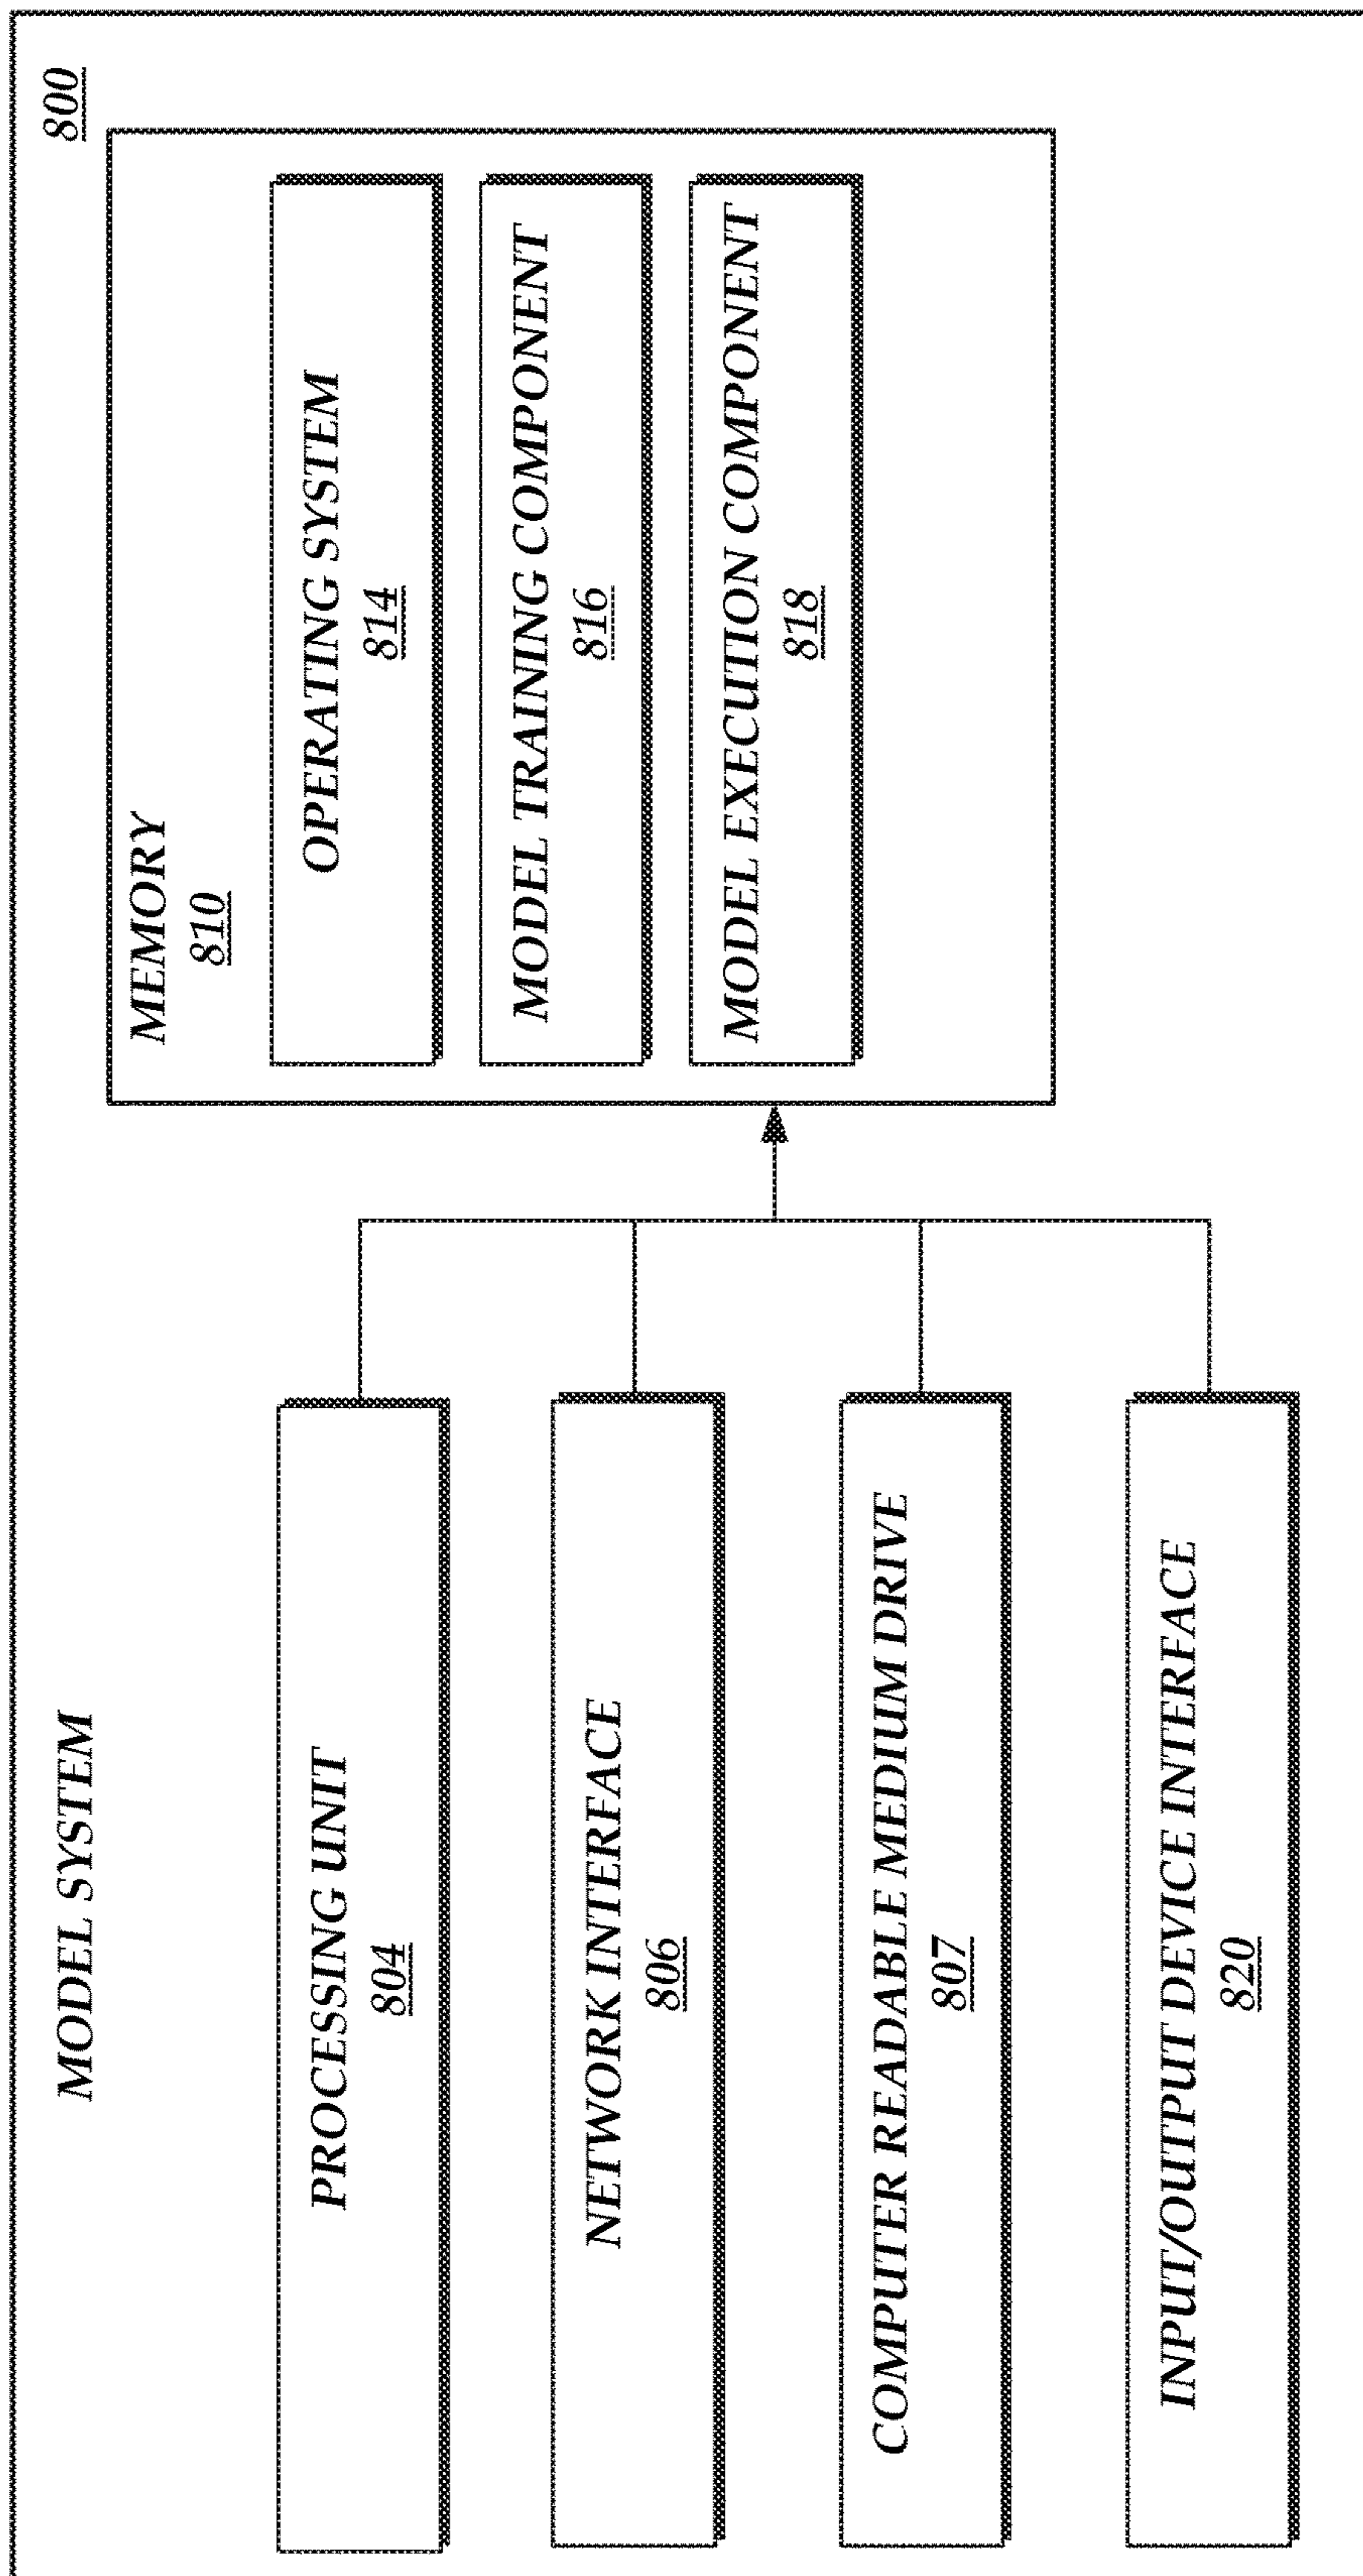 MODEL SYSTEM
800
PROCESSING UNIT
804
NETWORK INTERFACE
806
COMPUTER READABLE MEDIUM DRIVE
807
INPUT/OUTPUT DEVICE INTERFACE
820
MEMORY
810
OPERATING SYSTEM
814
MODEL TRAINING COMPONENT
816
MODEL EXECUTION COMPONENT
818